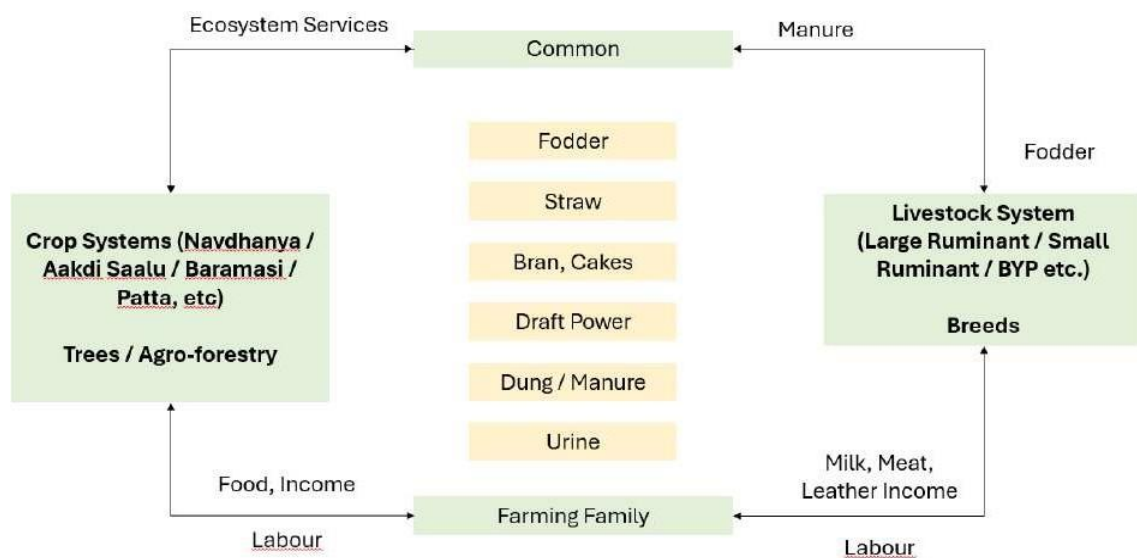 Ecosystem Services
Common
Manure
Fodder
Fodder
Straw
Bran, Cakes
Draft Power
Dung / Manure
Urine
Crop Systems (Navdhanya /
Aakdi Saalu / Baramasi /
Patta, etc)
Trees / Agro-forestry
Livestock System
(Large Ruminant / Small
Ruminant / BYP etc.)
Breeds
Food, Income
Labour
Farming Family
Milk, Meat,
Leather Income
Labour